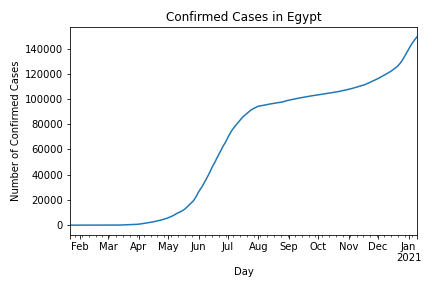 Confirmed Cases in Egypt
140000
120000
100000
80000
60000
40000
20000
0
Number of Confirmed Cases
Feb Mar Apr May Jun Jul Aug Sep Oct Nov Dec Jan
2021
Day